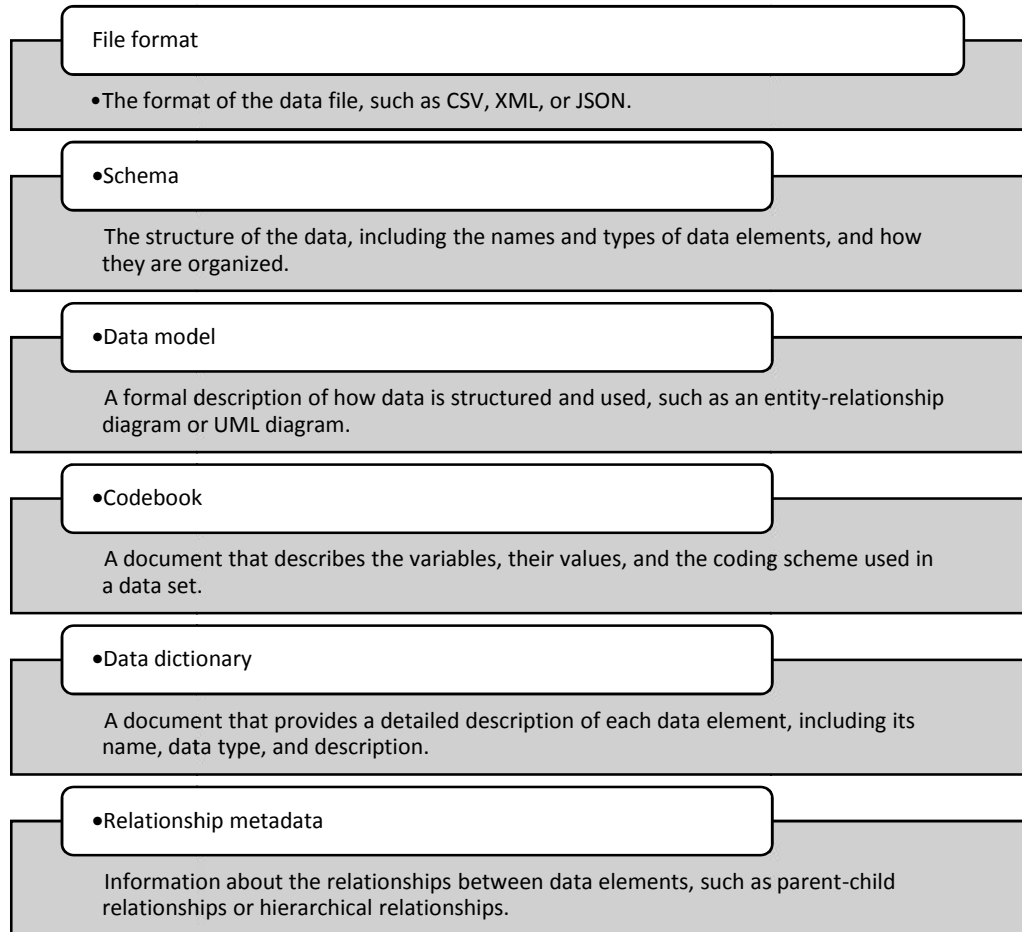 File format
•The format of the data file, such as CSV, XML, or JSON.
•Schema
The structure of the data, including the names and types of data elements, and how
they are organized.
•Data model
A formal description of how data is structured and used, such as an entity-relationship
diagram or UML diagram.
•Codebook
A document that describes the variables, their values, and the coding scheme used in
a data set.
•Data dictionary
A document that provides a detailed description of each data element, including its
name, data type, and description.
•Relationship metadata
Information about the relationships between data elements, such as parent-child
relationships or hierarchical relationships.